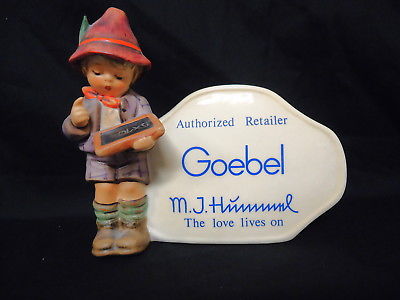 Authorized Retailer
Goebel
M.J.Hummel
The love lives on